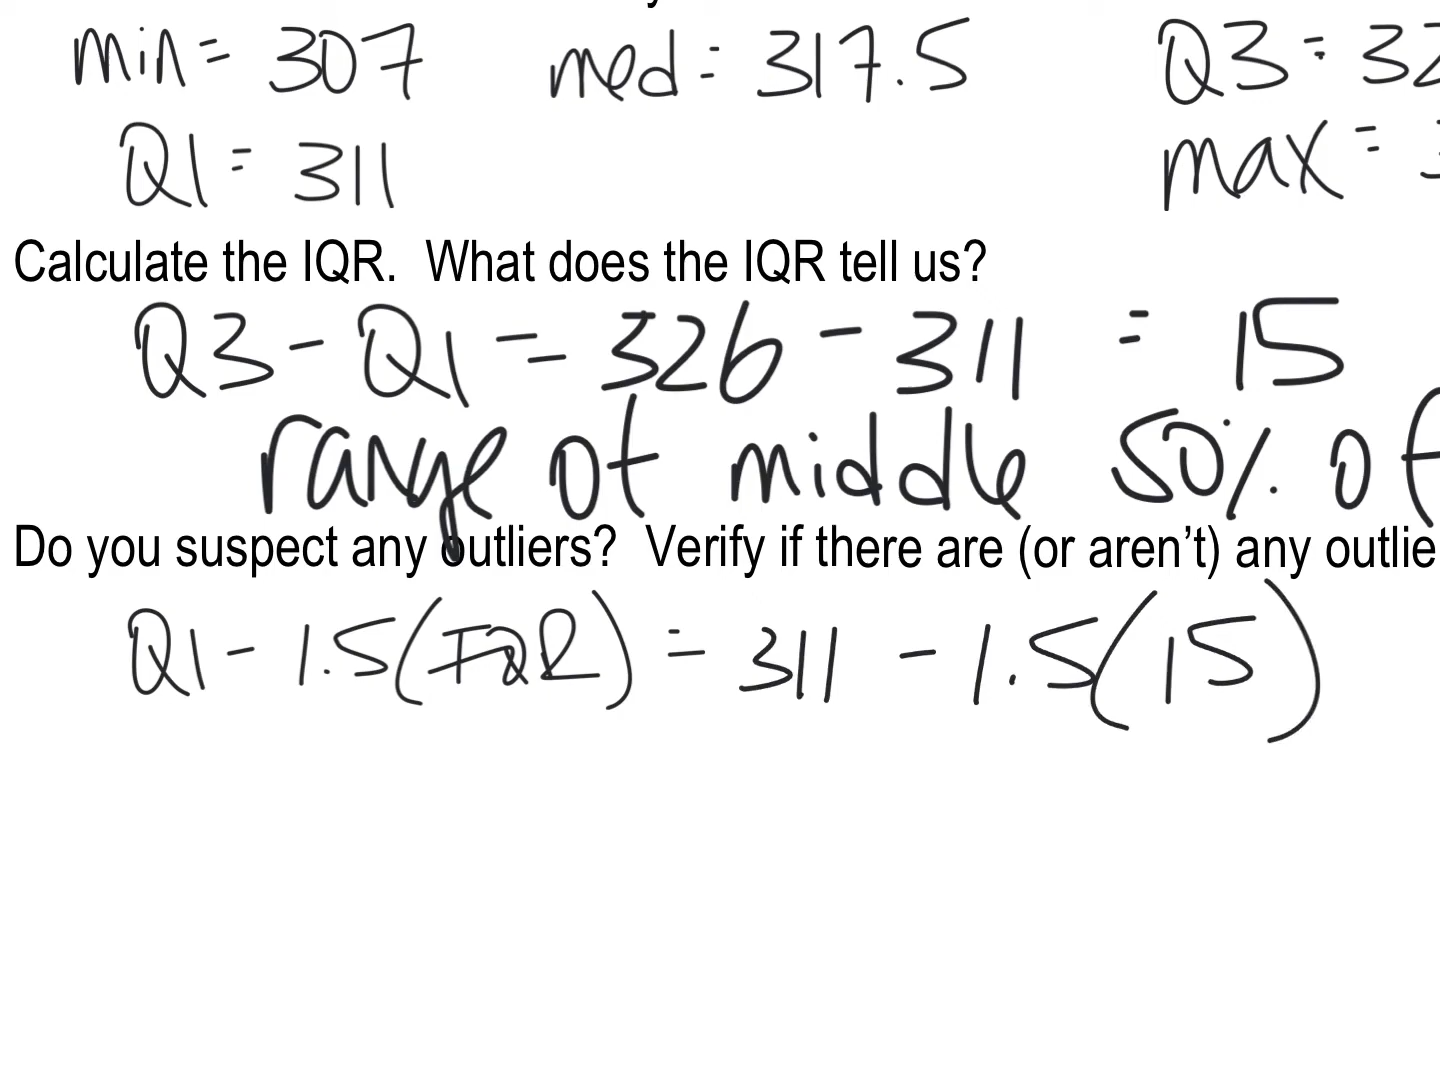 min = 307 med = 317.5 Q3 = 32
Q1 = 311 max =
Calculate the IQR. What does the IQR tell us?
Q3 - Q1 = 326 - 311 = 15
range of middle 50% of
Do you suspect any outliers? Verify if there are (or aren't) any outlie
Q1 - 1.5(IQR) = 311 - 1.5(15)